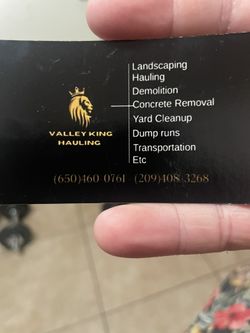 Landscaping
Hauling
Demolition
Concrete Removal
Yard Cleanup
Dump runs
Transportation
Etc
VALLEY KING
HAULING
(650)460-0761 (209)408-3268